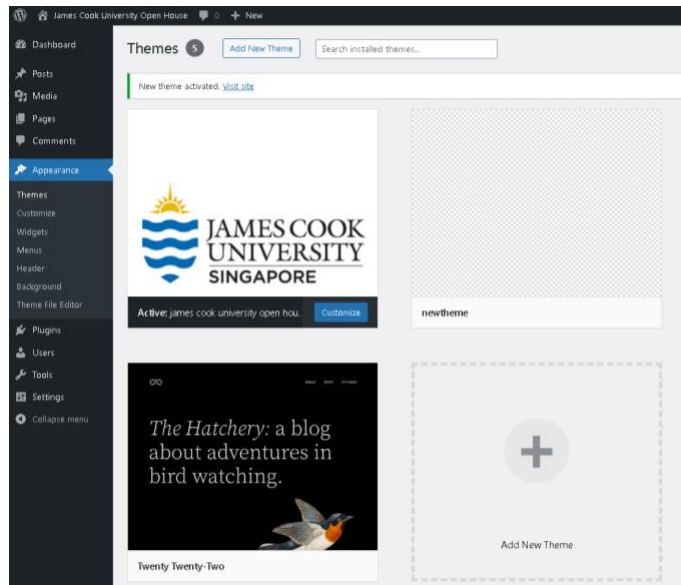 James Cook University Open House 0 + New
Dashboard
Posts
Media
Pages
Comments
Appearance
Themes
Customize
Widgets
Menus
Header
Background
Theme File Editor
Plugins
Users
Tools
Settings
Collapse menu
Themes 5 Add New Theme Search installed themes...
New theme activated. Visit site
JAMES COOK
UNIVERSITY
SINGAPORE
Active: james cook university open hou... Customize
newtheme
The Hatchery: a blog
about adventures in
bird watching.
Twenty Twenty-Two
Add New Theme